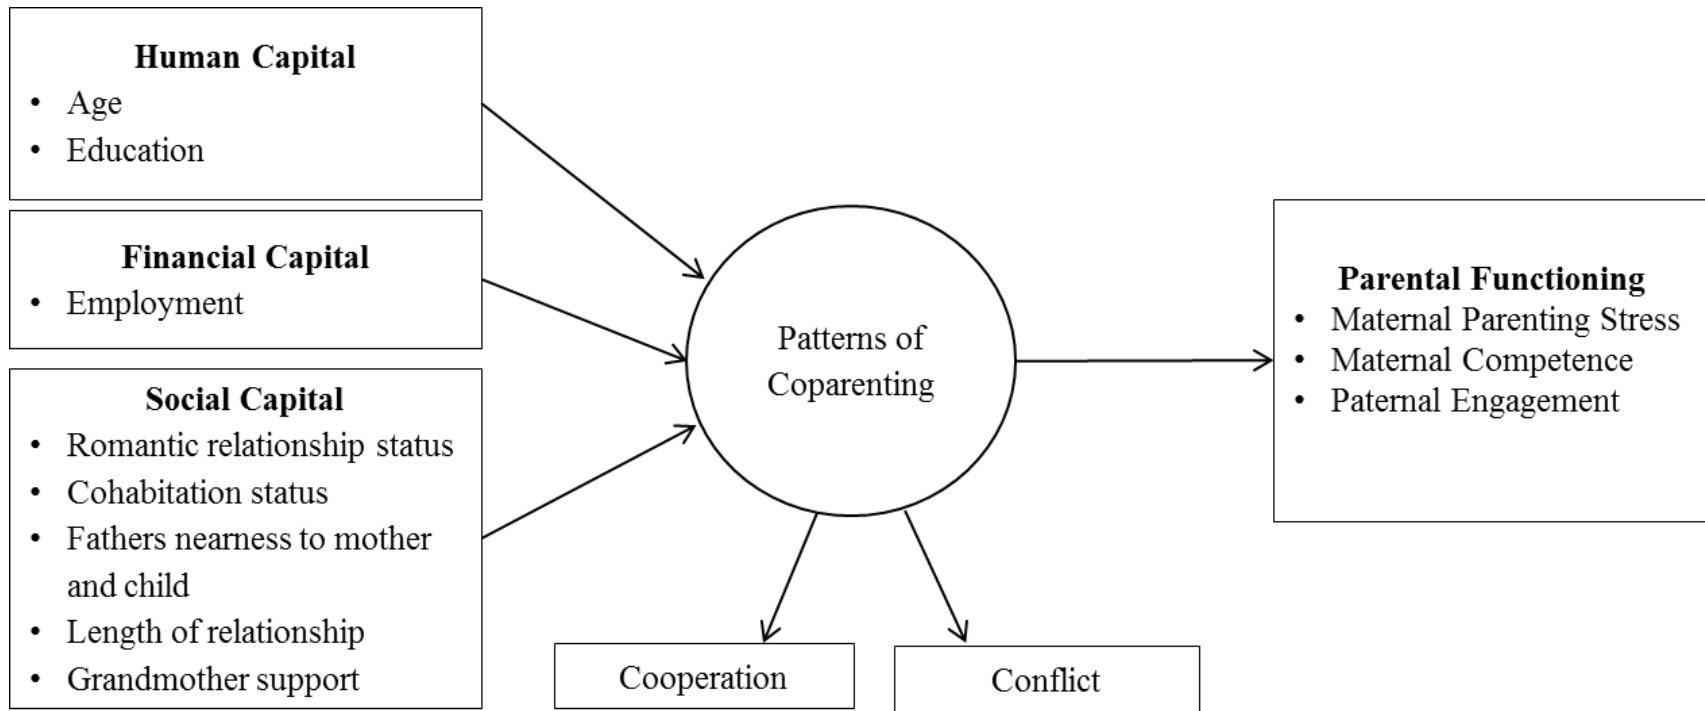 Human Capital
• Age
• Education
Financial Capital
• Employment
Social Capital
• Romantic relationship status
• Cohabitation status
• Fathers nearness to mother
and child
• Length of relationship
• Grandmother support
Patterns of
Coparenting
Cooperation
Conflict
Parental Functioning
• Maternal Parenting Stress
• Maternal Competence
• Paternal Engagement